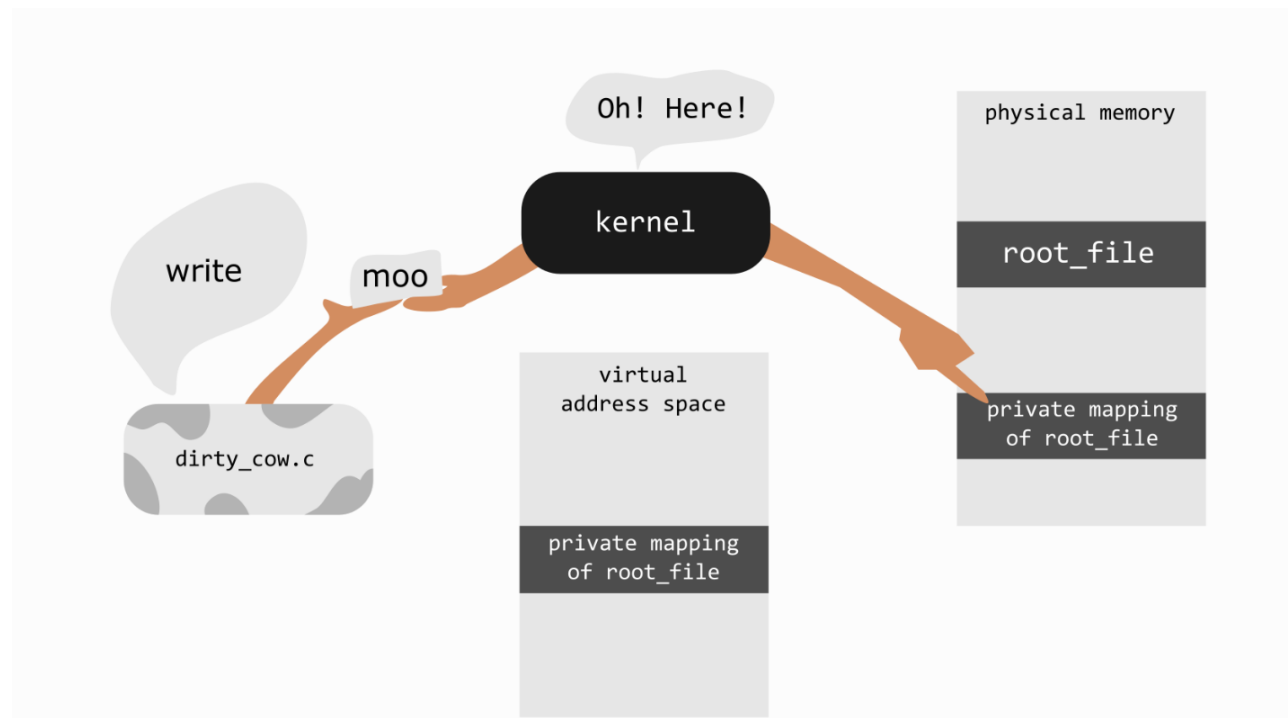 Oh! Here!
kernel
write
moo
dirty_cow.c
virtual
address space
private mapping
of root_file
physical memory
root_file
private mapping
of root_file